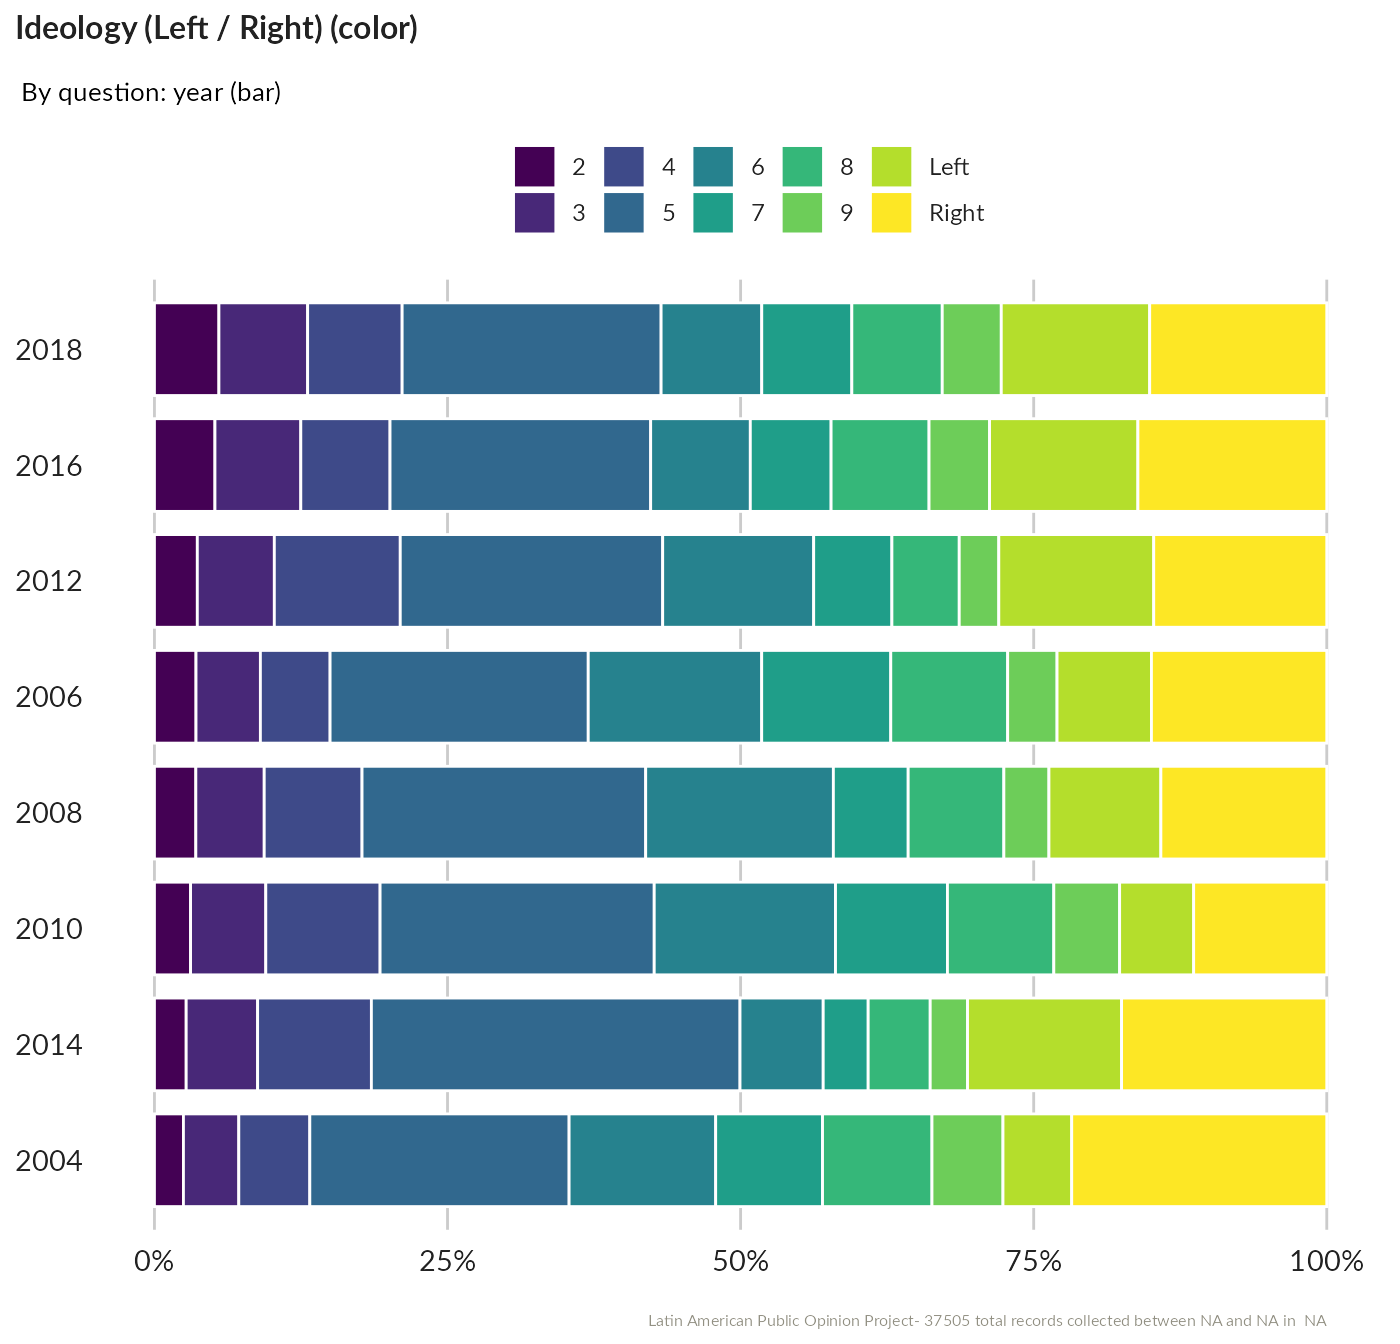 Ideology (Left / Right) (color)
By question: year (bar)
2 4 6 8 Left
3 5 7 9 Right
2018
2016
2012
2006
2008
2010
2014
2004
0% 25% 50% 75% 100%
Latin American Public Opinion Project- 37505 total records collected between NA and NA in  NA